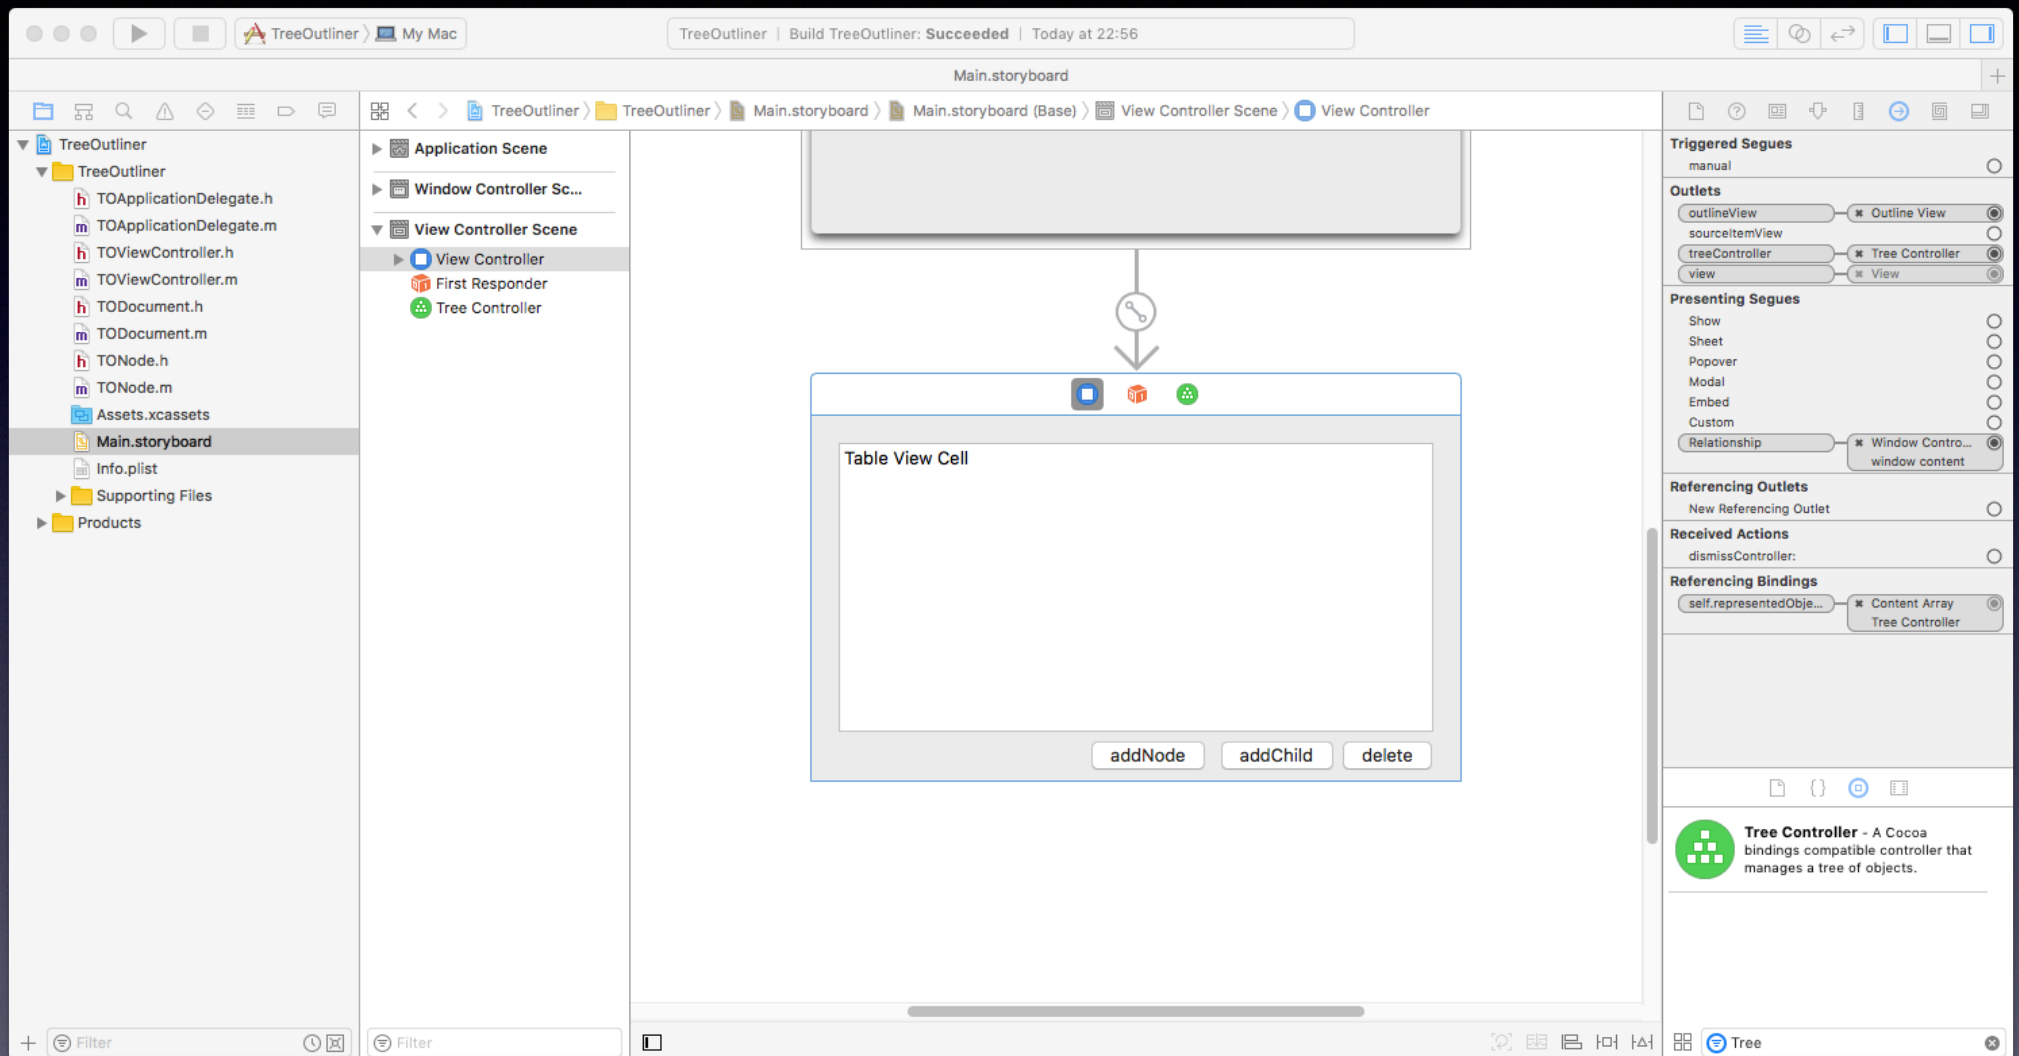 TreeOutliner
My Mac
TreeOutliner | Build TreeOutliner: Succeeded | Today at 22:56
Main.storyboard
TreeOutliner
TreeOutliner
Main.storyboard
Main.storyboard (Base)
View Controller Scene
View Controller
TreeOutliner
TreeOutliner
TOApplicationDelegate.h
TOApplicationDelegate.m
TOViewController.h
TOViewController.m
TODocument.h
TODocument.m
TONode.h
TONode.m
Assets.xcassets
Main.storyboard
Info.plist
Supporting Files
Products
Filter
Application Scene
Window Controller Sc...
View Controller Scene
View Controller
First Responder
Tree Controller
Filter
Table View Cell
addNode
addChild
delete
Triggered Segues
manual
Outlets
outlineView Outline View
sourceItemView
treeController Tree Controller
view View
Presenting Segues
Show
Sheet
Popover
Modal
Embed
Custom
Relationship Window Contro...
window content
Referencing Outlets
New Referencing Outlet
Received Actions
dismissController:
Referencing Bindings
self.representedObje... Content Array
Tree Controller
Tree Controller - A Cocoa
bindings compatible controller that
manages a tree of objects.
Tree